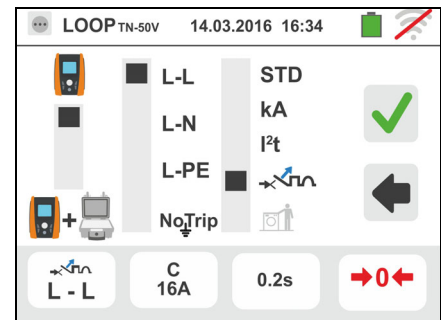 LOOP TN-50V 14.03.2016 16:34
L-L STD
L-N kA
I²t
L-PE
NoTrip
+
L - L
C
16A
0.2s
0